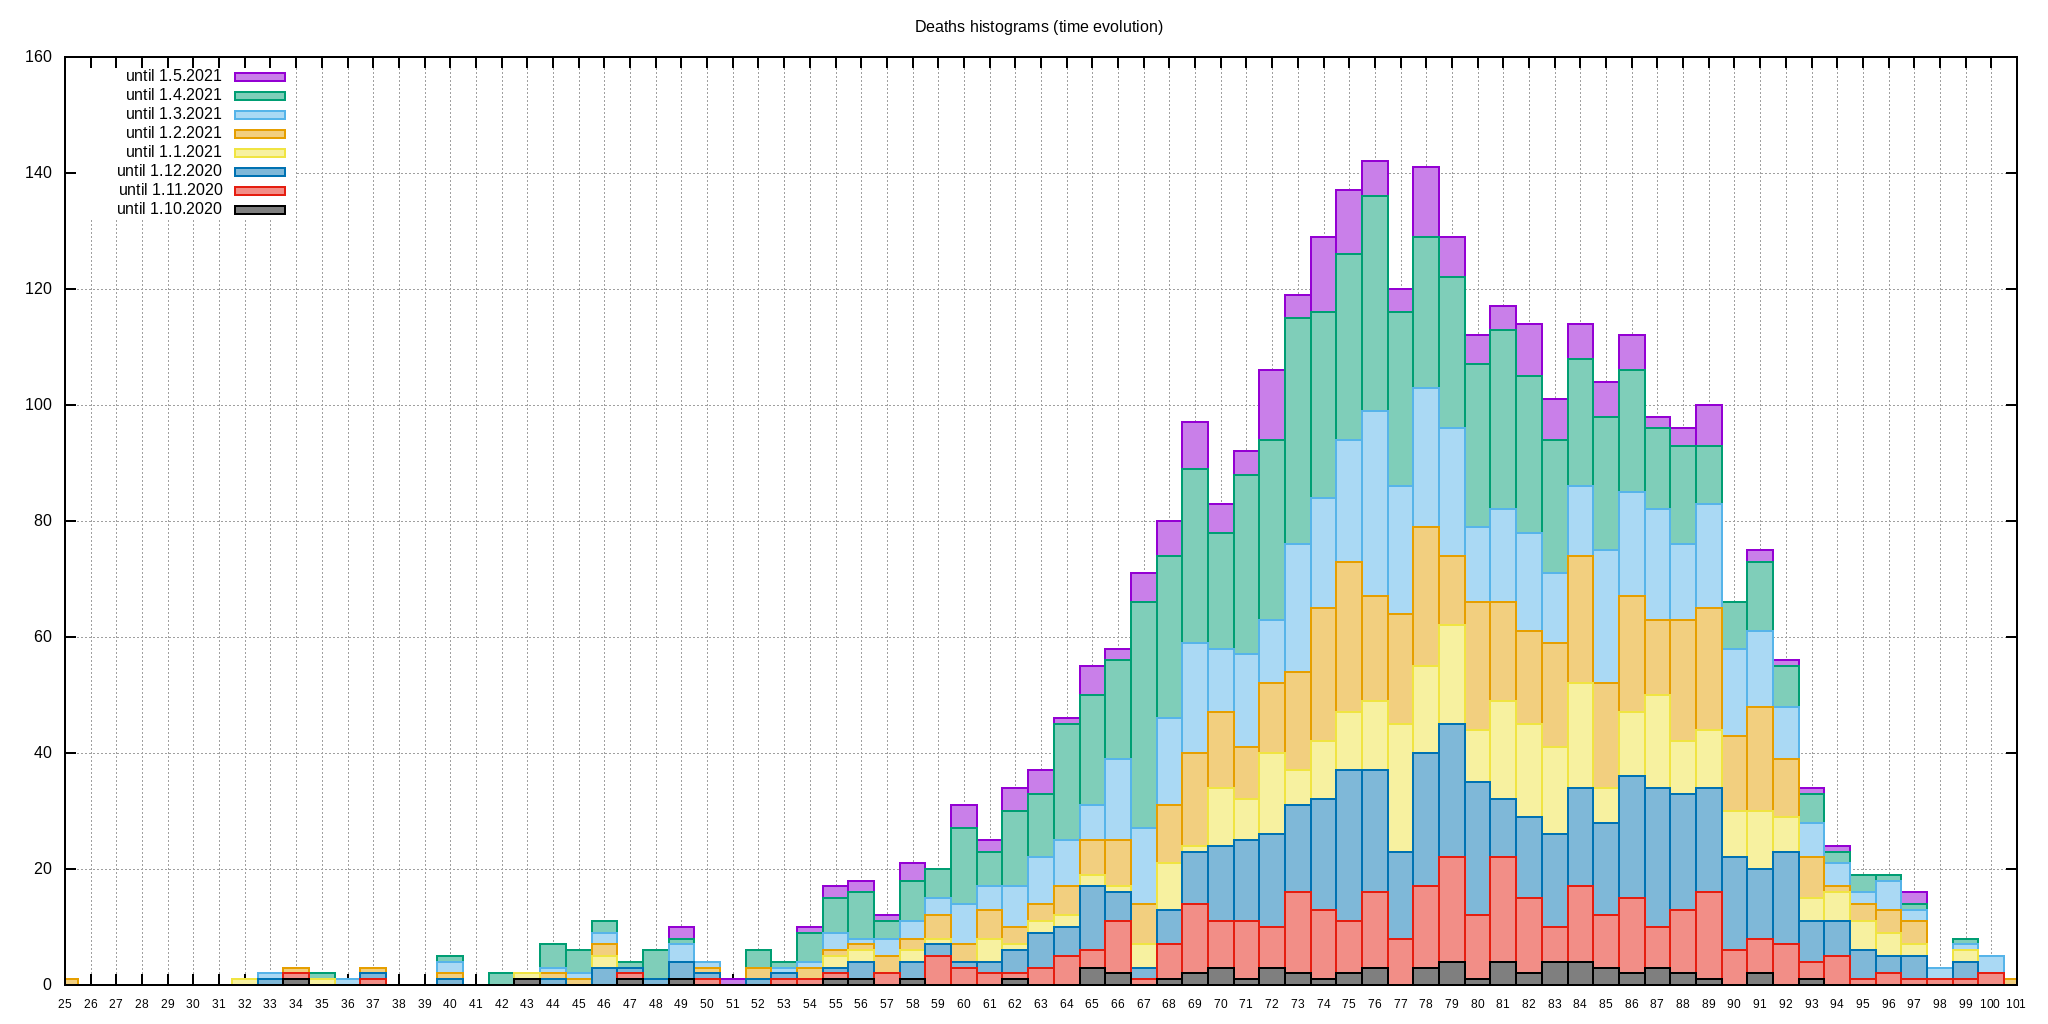 Deaths histograms (time evolution)
160
140
120
100
80
60
40
20
0
until 1.5.2021
until 1.4.2021
until 1.3.2021
until 1.2.2021
until 1.1.2021
until 1.12.2020
until 1.11.2020
until 1.10.2020
25 26 27 28 29 30 31 32 33 34 35 36 37 38 39 40 41 42 43 44 45 46 47 48 49 50 51 52 53 54 55 56 57 58 59 60 61 62 63 64 65 66 67 68 69 70 71 72 73 74 75 76 77 78 79 80 81 82 83 84 85 86 87 88 89 90 91 92 93 94 95 96 97 98 99 100 101